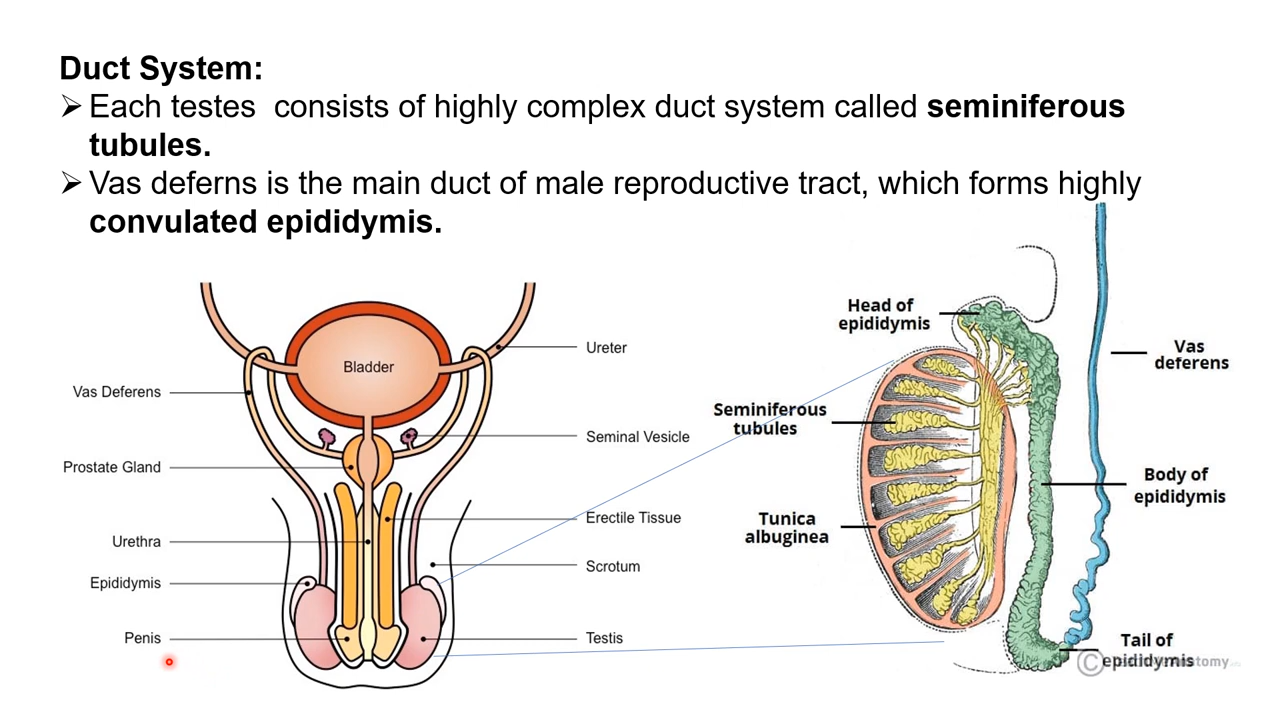 Duct System:
➢ Each testes  consists of highly complex duct system called seminiferous
tubules.
➢ Vas deferns is the main duct of male reproductive tract, which forms highly
convulated epididymis.
Bladder
Vas Deferens
Prostate Gland
Urethra
Epididymis
Penis
Ureter
Seminal Vesicle
Erectile Tissue
Scrotum
Testis
Head of
epididymis
Seminiferous
tubules
Tunica
albuginea
Vas
deferens
Body of
epididymis
Tail of
epididymis
©